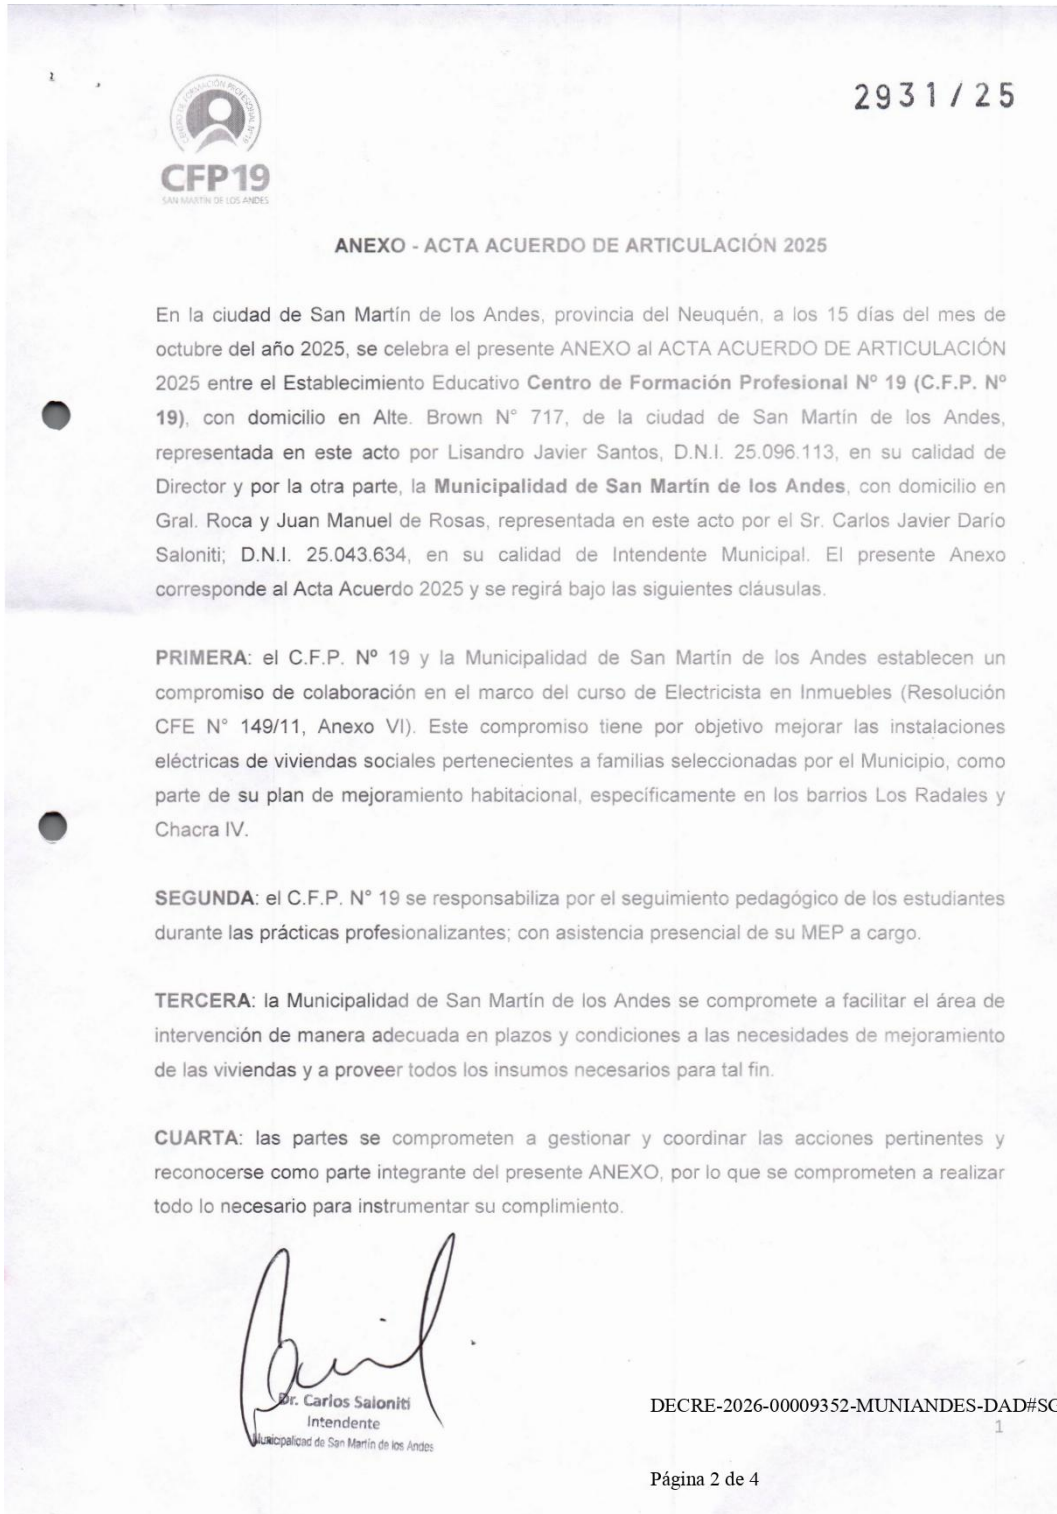 2931/25
CENTRO DE FORMACIÓN PROFESIONAL N°19
CFP19
SAN MARTÍN DE LOS ANDES
ANEXO - ACTA ACUERDO DE ARTICULACIÓN 2025
En la ciudad de San Martín de los Andes, provincia del Neuquén, a los 15 días del mes de
octubre del año 2025, se celebra el presente ANEXO al ACTA ACUERDO DE ARTICULACIÓN
2025 entre el Establecimiento Educativo Centro de Formación Profesional Nº 19 (C.F.P. Nº
19), con domicilio en Alte. Brown N° 717, de la ciudad de San Martín de los Andes,
representada en este acto por Lisandro Javier Santos, D.N.I. 25.096.113, en su calidad de
Director y por la otra parte, la Municipalidad de San Martín de los Andes, con domicilio en
Gral. Roca y Juan Manuel de Rosas, representada en este acto por el Sr. Carlos Javier Darío
Saloniti; D.N.I. 25.043.634, en su calidad de Intendente Municipal. El presente Anexo
corresponde al Acta Acuerdo 2025 y se regirá bajo las siguientes cláusulas.
PRIMERA: el C.F.P. Nº 19 y la Municipalidad de San Martín de los Andes establecen un
compromiso de colaboración en el marco del curso de Electricista en Inmuebles (Resolución
CFE N° 149/11, Anexo VI). Este compromiso tiene por objetivo mejorar las instalaciones
eléctricas de viviendas sociales pertenecientes a familias seleccionadas por el Municipio, como
parte de su plan de mejoramiento habitacional, específicamente en los barrios Los Radales y
Chacra IV.
SEGUNDA: el C.F.P. N° 19 se responsabiliza por el seguimiento pedagógico de los estudiantes
durante las prácticas profesionalizantes; con asistencia presencial de su MEP a cargo.
TERCERA: la Municipalidad de San Martín de los Andes se compromete a facilitar el área de
intervención de manera adecuada en plazos y condiciones a las necesidades de mejoramiento
de las viviendas y a proveer todos los insumos necesarios para tal fin.
CUARTA: las partes se comprometen a gestionar y coordinar las acciones pertinentes y
reconocerse como parte integrante del presente ANEXO, por lo que se comprometen a realizar
todo lo necesario para instrumentar su complimiento.
Dr. Carlos Saloniti
Intendente
Municipalidad de San Martín de los Andes
DECRE-2026-00009352-MUNIANDES-DAD#SG
1
Página 2 de 4